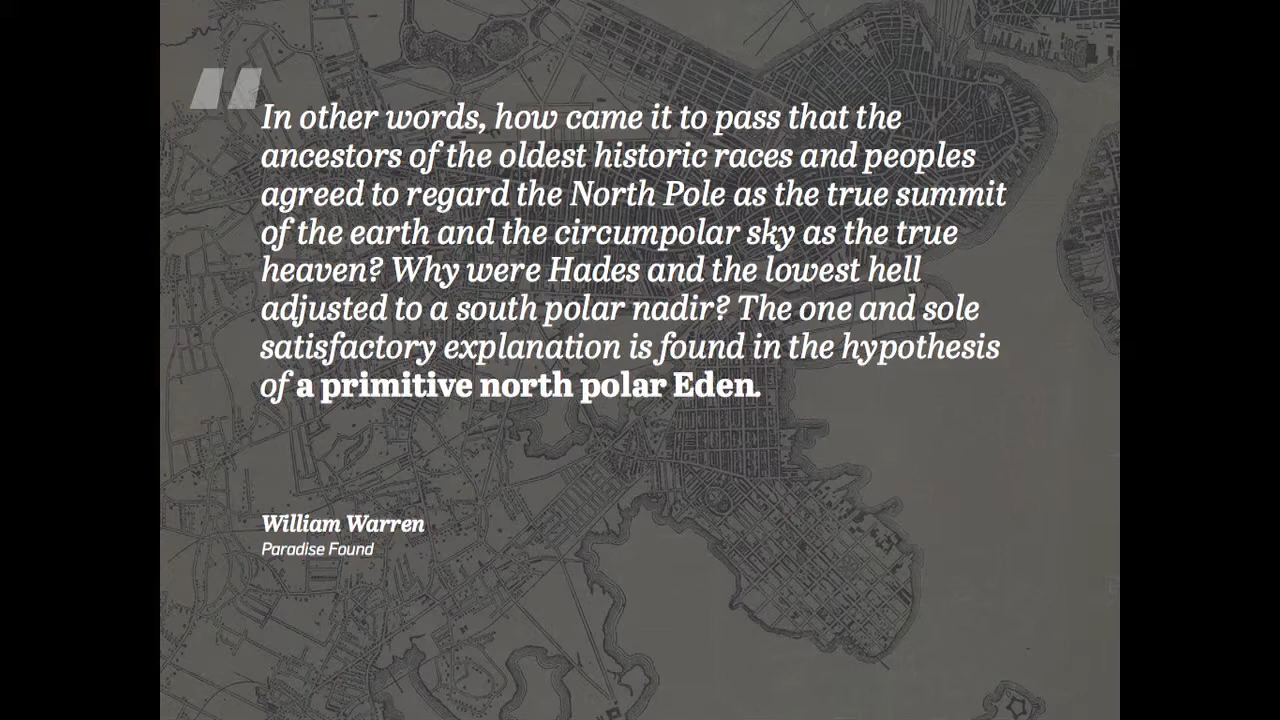 In other words, how came it to pass that the
ancestors of the oldest historic races and peoples
agreed to regard the North Pole as the true summit
of the earth and the circumpolar sky as the true
heaven? Why were Hades and the lowest hell
adjusted to a south polar nadir? The one and sole
satisfactory explanation is found in the hypothesis
of a primitive north polar Eden.
William Warren
Paradise Found